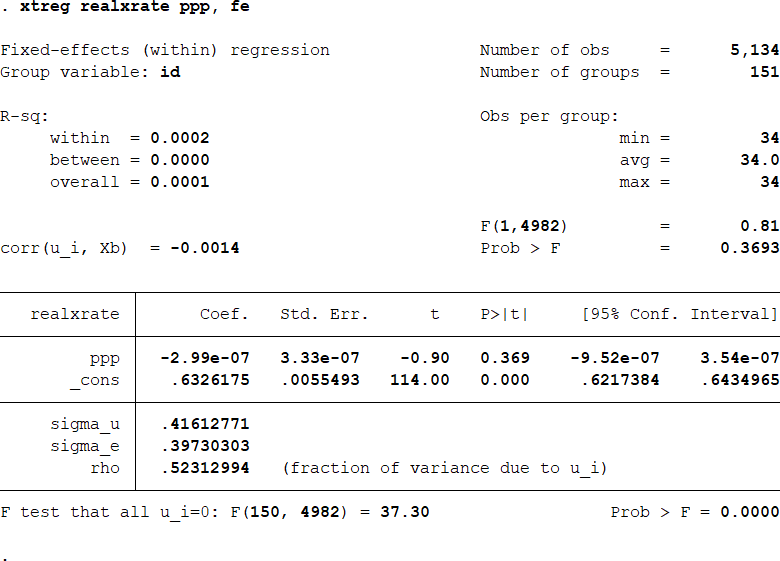 . xtreg realxrate ppp, fe
Fixed-effects (within) regression Number of obs = 5,134
Group variable: id Number of groups = 151
R-sq: Obs per group:
within = 0.0002 min = 34
between = 0.0000 avg = 34.0
overall = 0.0001 max = 34
F(1,4982) = 0.81
corr(u_i, Xb) = -0.0014 Prob > F = 0.3693
realxrate Coef. Std. Err. t P>|t| [95% Conf. Interval]
ppp -2.99e-07 3.33e-07 -0.90 0.369 -9.52e-07 3.54e-07
_cons .6326175 .0055493 114.00 0.000 .6217384 .6434965
sigma_u .41612771
sigma_e .39730303
rho .52312994 (fraction of variance due to u_i)
F test that all u_i=0: F(150, 4982) = 37.30 Prob > F = 0.0000
.